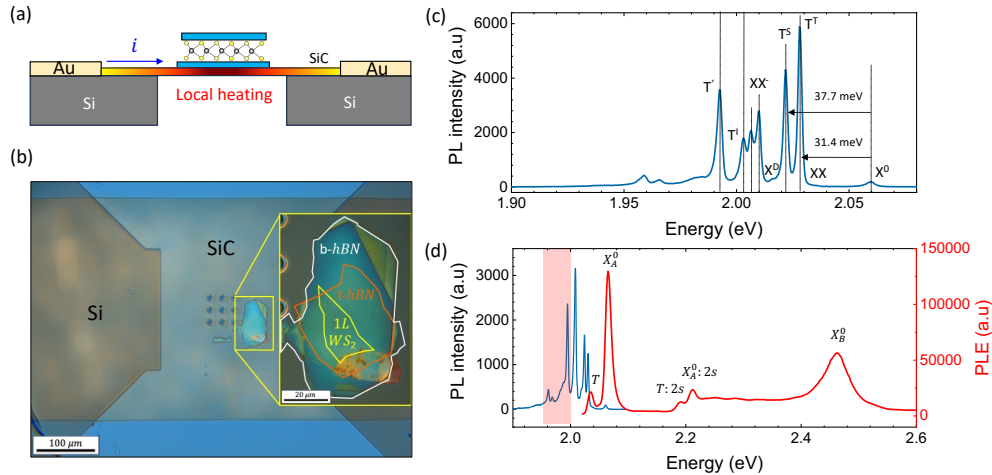 (a)
i
SiC
Au
Au
Si
Local heating
Si
(b)
SiC
Si
b-hBN
t-hBN
1L
WS₂
20 μm
100 μm
(c)
PL intensity (a.u)
6000
4000
2000
0
T'
T^I
XX^-
X^D
T^S
T^T
XX
X^0
37.7 meV
31.4 meV
1.90
1.95
2.00
2.05
Energy (eV)
(d)
PL intensity (a.u)
3000
2000
1000
0
T
X_A^0
T: 2s
X_A^0: 2s
X_B^0
150000
100000
50000
0
PLE (a.u)
2.0
2.2
2.4
2.6
Energy (eV)